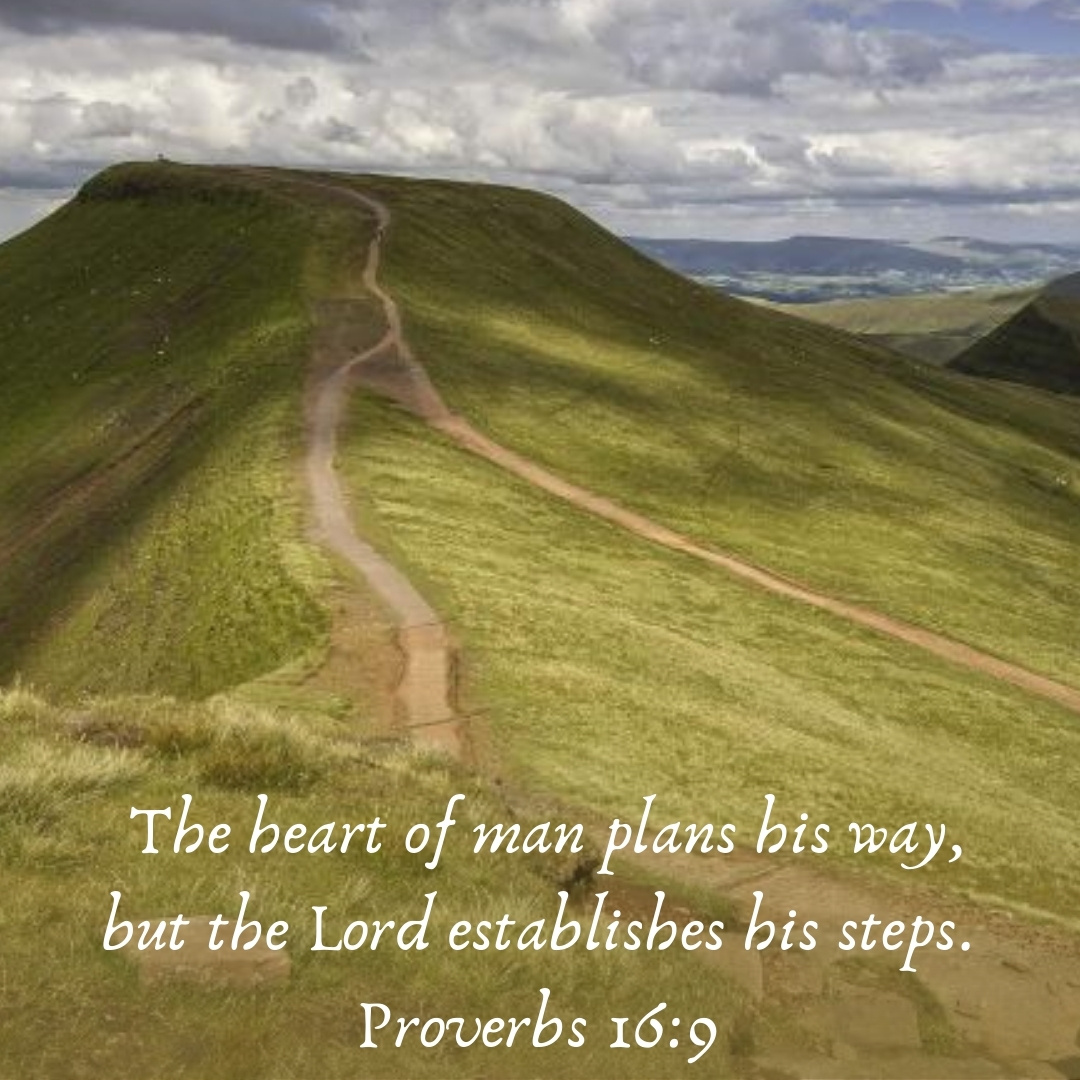 The heart of man plans his way,
but the Lord establishes his steps.
Proverbs 16:9